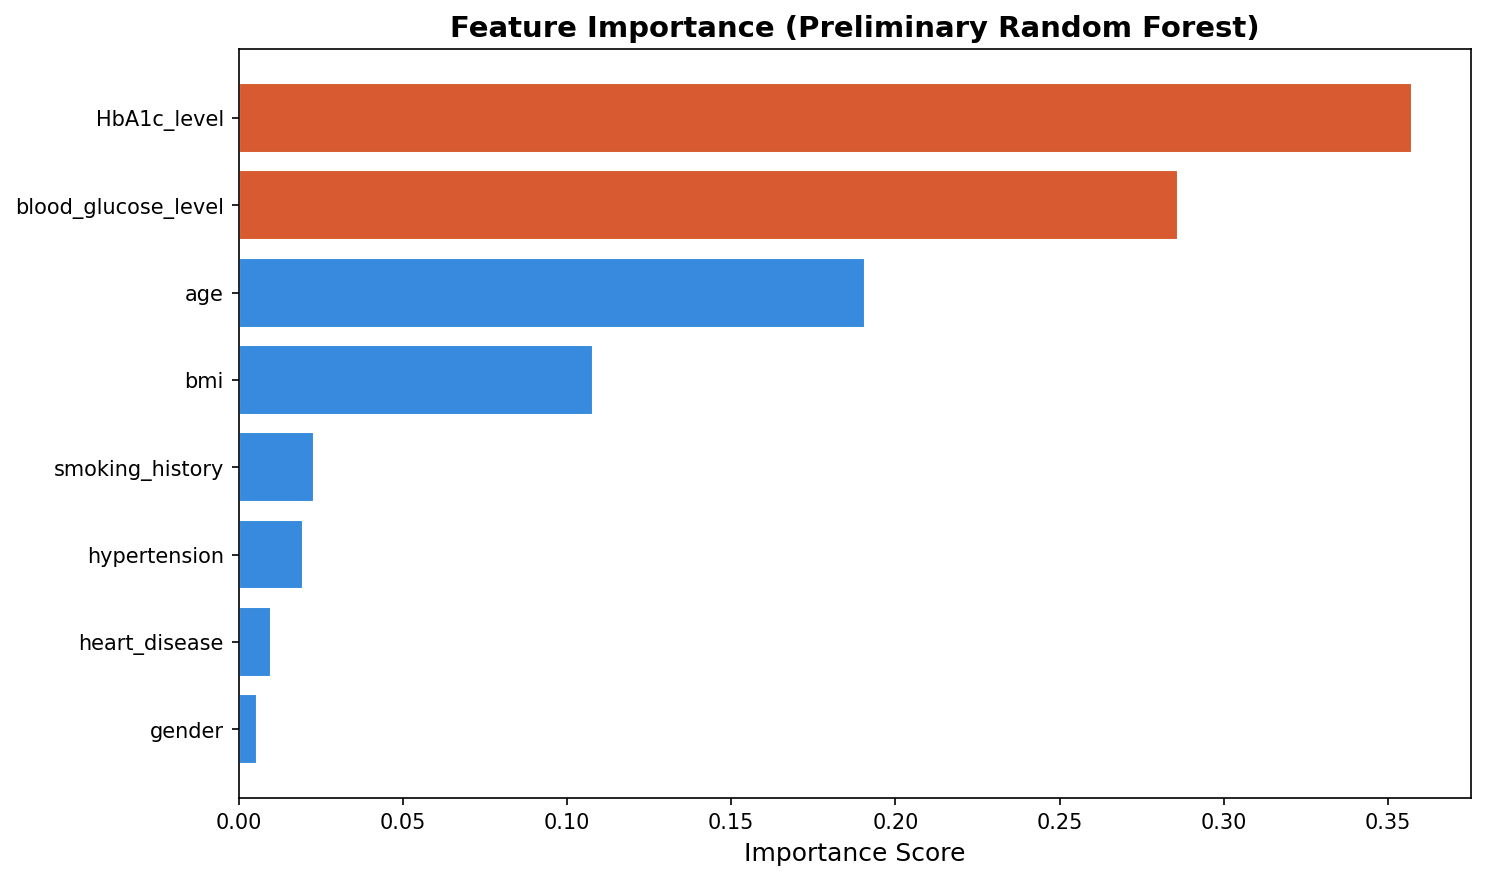 Feature Importance (Preliminary Random Forest)
HbA1c_level
blood_glucose_level
age
bmi
smoking_history
hypertension
heart_disease
gender
0.00 0.05 0.10 0.15 0.20 0.25 0.30 0.35
Importance Score